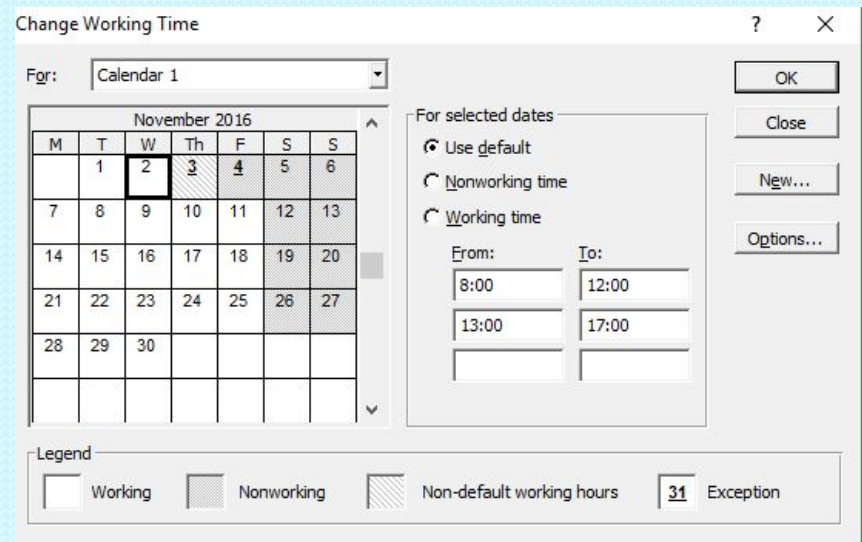 Change Working Time ? X
For: Calendar 1
OK
Close
New...
Options...
November 2016
M T W Th F S S
1 2 3 4 5 6
7 8 9 10 11 12 13
14 15 16 17 18 19 20
21 22 23 24 25 26 27
28 29 30
For selected dates
Use default
Nonworking time
Working time
From: To:
8:00 12:00
13:00 17:00
Legend
Working Nonworking Non-default working hours 31 Exception